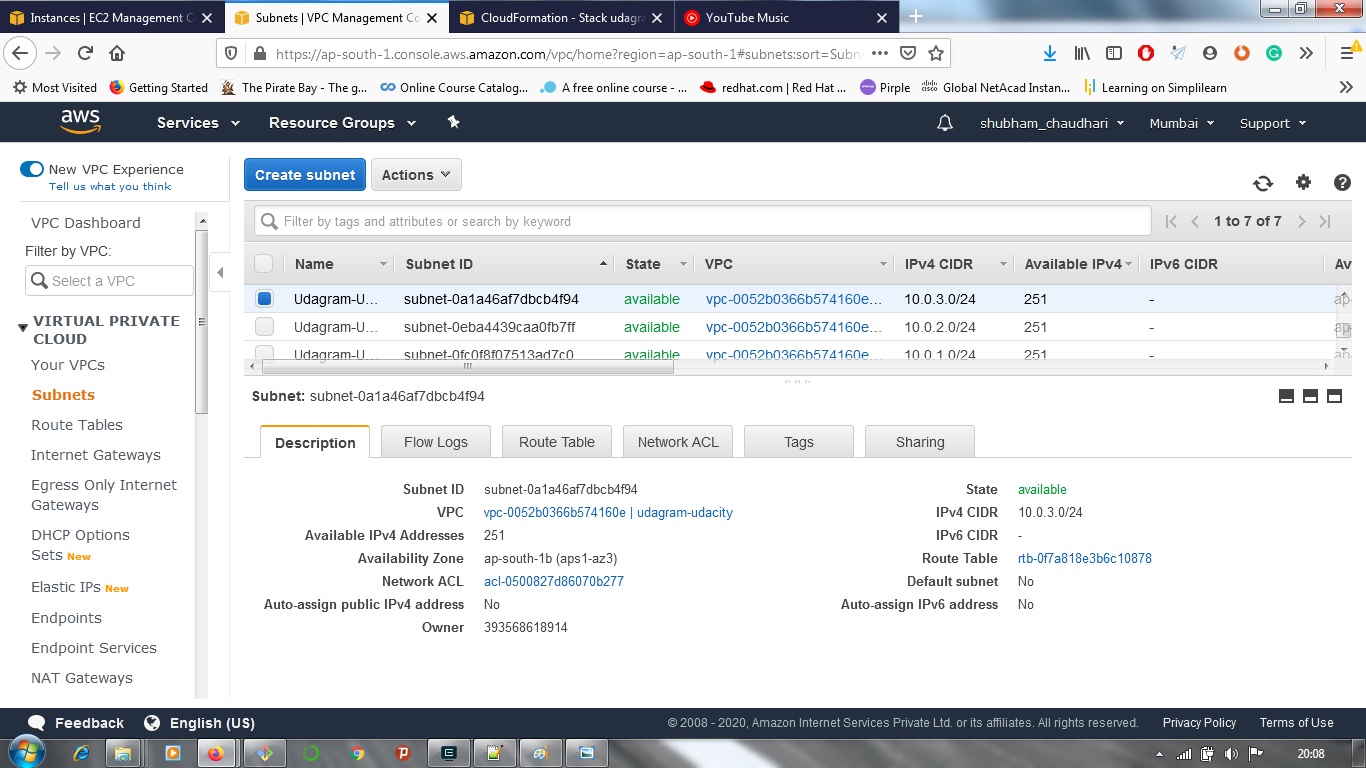 Instances | EC2 Management C
Subnets | VPC Management Co
CloudFormation - Stack udagra
YouTube Music
https://ap-south-1.console.aws.amazon.com/vpc/home?region=ap-south-1#subnets:sort=Subne
Most Visited
Getting Started
The Pirate Bay - The g...
Online Course Catalog...
A free online course - ...
redhat.com | Red Hat ...
Pirple
Global NetAcad Instan...
Learning on Simplilearn
aws
Services
Resource Groups
shubham_chaudhari
Mumbai
Support
New VPC Experience
Tell us what you think
VPC Dashboard
Filter by VPC:
Select a VPC
VIRTUAL PRIVATE
CLOUD
Your VPCs
Subnets
Route Tables
Internet Gateways
Egress Only Internet
Gateways
DHCP Options
Sets New
Elastic IPs New
Endpoints
Endpoint Services
NAT Gateways
Create subnet
Actions
Filter by tags and attributes or search by keyword
1 to 7 of 7
Name Subnet ID State VPC IPv4 CIDR Available IPv4 IPv6 CIDR Av
Udagram-U... subnet-0a1a46af7dbcb4f94 available vpc-0052b0366b574160e... 10.0.3.0/24 251 - ap-
Udagram-U... subnet-0eba4439caa0fb7ff available vpc-0052b0366b574160e... 10.0.2.0/24 251 -
Udagram-U... subnet-0fc0f8f07513ad7c0 available vpc-0052b0366b574160e... 10.0.1.0/24 251 -
Subnet: subnet-0a1a46af7dbcb4f94
Description Flow Logs Route Table Network ACL Tags Sharing
Subnet ID subnet-0a1a46af7dbcb4f94 State available
VPC vpc-0052b0366b574160e | udagram-udacity IPv4 CIDR 10.0.3.0/24
Available IPv4 Addresses 251 IPv6 CIDR -
Availability Zone ap-south-1b (aps1-az3) Route Table rtb-0f7a818e3b6c10878
Network ACL acl-0500827d86070b277 Default subnet No
Auto-assign public IPv4 address No Auto-assign IPv6 address No
Owner 393568618914
Feedback
English (US)
© 2008 - 2020, Amazon Internet Services Private Ltd. or its affiliates. All rights reserved.
Privacy Policy
Terms of Use
20:08